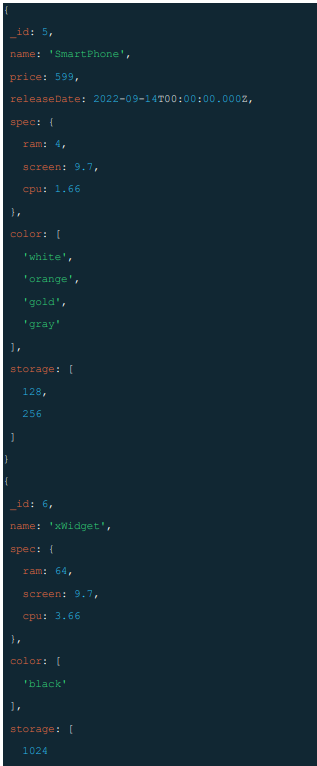 {
_id: 5,
name: 'SmartPhone',
price: 599,
releaseDate: 2022-09-14T00:00:00.000Z,
spec: {
ram: 4,
screen: 9.7,
cpu: 1.66
},
color: [
'white',
'orange',
'gold',
'gray'
],
storage: [
128,
256
]
}
{
_id: 6,
name: 'xWidget',
spec: {
ram: 64,
screen: 9.7,
cpu: 3.66
},
color: [
'black'
],
storage: [
1024